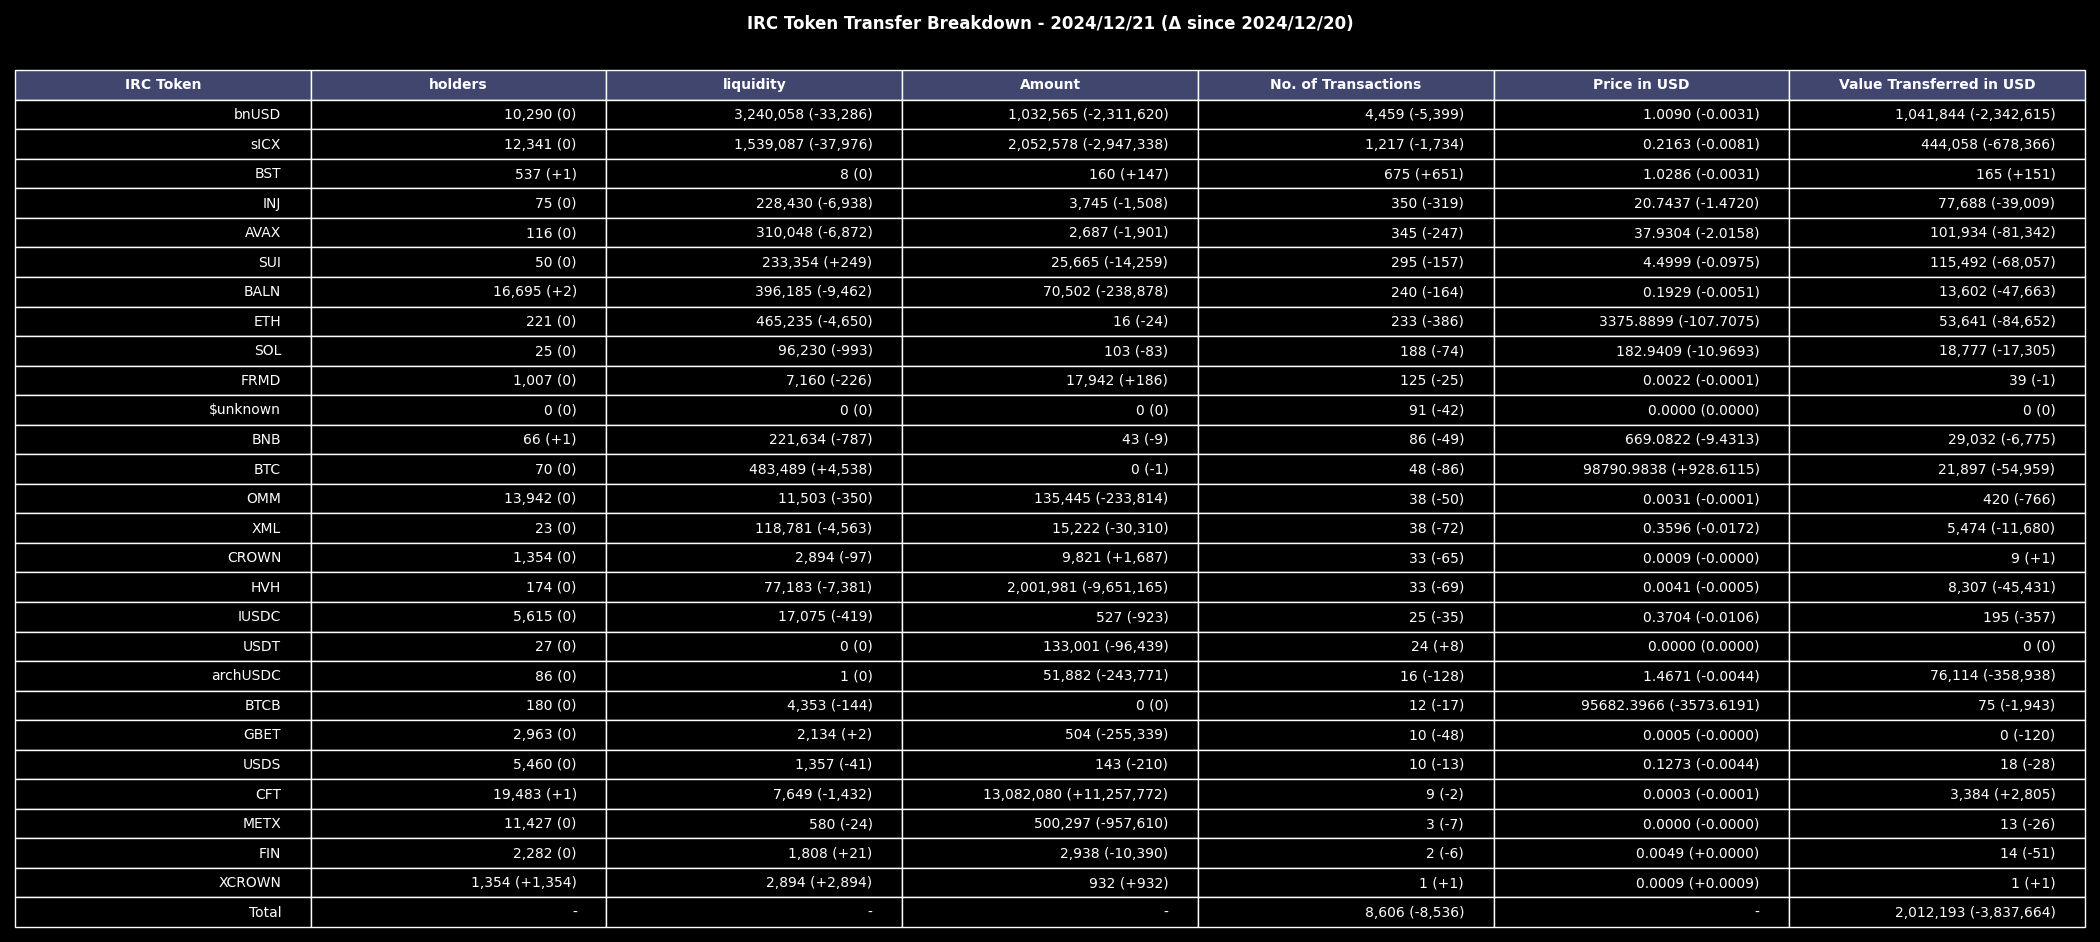 IRC Token Transfer Breakdown - 2024/12/21 (Δ since 2024/12/20)
IRC Token holders liquidity Amount No. of Transactions Price in USD Value Transferred in USD
bnUSD 10,290 (0) 3,240,058 (-33,286) 1,032,565 (-2,311,620) 4,459 (-5,399) 1.0090 (-0.0031) 1,041,844 (-2,342,615)
sICX 12,341 (0) 1,539,087 (-37,976) 2,052,578 (-2,947,338) 1,217 (-1,734) 0.2163 (-0.0081) 444,058 (-678,366)
BST 537 (+1) 8 (0) 160 (+147) 675 (+651) 1.0286 (-0.0031) 165 (+151)
INJ 75 (0) 228,430 (-6,938) 3,745 (-1,508) 350 (-319) 20.7437 (-1.4720) 77,688 (-39,009)
AVAX 116 (0) 310,048 (-6,872) 2,687 (-1,901) 345 (-247) 37.9304 (-2.0158) 101,934 (-81,342)
SUI 50 (0) 233,354 (+249) 25,665 (-14,259) 295 (-157) 4.4999 (-0.0975) 115,492 (-68,057)
BALN 16,695 (+2) 396,185 (-9,462) 70,502 (-238,878) 240 (-164) 0.1929 (-0.0051) 13,602 (-47,663)
ETH 221 (0) 465,235 (-4,650) 16 (-24) 233 (-386) 3375.8899 (-107.7075) 53,641 (-84,652)
SOL 25 (0) 96,230 (-993) 103 (-83) 188 (-74) 182.9409 (-10.9693) 18,777 (-17,305)
FRMD 1,007 (0) 7,160 (-226) 17,942 (+186) 125 (-25) 0.0022 (-0.0001) 39 (-1)
$unknown 0 (0) 0 (0) 0 (0) 91 (-42) 0.0000 (0.0000) 0 (0)
BNB 66 (+1) 221,634 (-787) 43 (-9) 86 (-49) 669.0822 (-9.4313) 29,032 (-6,775)
BTC 70 (0) 483,489 (+4,538) 0 (-1) 48 (-86) 98790.9838 (+928.6115) 21,897 (-54,959)
OMM 13,942 (0) 11,503 (-350) 135,445 (-233,814) 38 (-50) 0.0031 (-0.0001) 420 (-766)
XML 23 (0) 118,781 (-4,563) 15,222 (-30,310) 38 (-72) 0.3596 (-0.0172) 5,474 (-11,680)
CROWN 1,354 (0) 2,894 (-97) 9,821 (+1,687) 33 (-65) 0.0009 (-0.0000) 9 (+1)
HVH 174 (0) 77,183 (-7,381) 2,001,981 (-9,651,165) 33 (-69) 0.0041 (-0.0005) 8,307 (-45,431)
IUSDC 5,615 (0) 17,075 (-419) 527 (-923) 25 (-35) 0.3704 (-0.0106) 195 (-357)
USDT 27 (0) 0 (0) 133,001 (-96,439) 24 (+8) 0.0000 (0.0000) 0 (0)
archUSDC 86 (0) 1 (0) 51,882 (-243,771) 16 (-128) 1.4671 (-0.0044) 76,114 (-358,938)
BTCB 180 (0) 4,353 (-144) 0 (0) 12 (-17) 95682.3966 (-3573.6191) 75 (-1,943)
GBET 2,963 (0) 2,134 (+2) 504 (-255,339) 10 (-48) 0.0005 (-0.0000) 0 (-120)
USDS 5,460 (0) 1,357 (-41) 143 (-210) 10 (-13) 0.1273 (-0.0044) 18 (-28)
CFT 19,483 (+1) 7,649 (-1,432) 13,082,080 (+11,257,772) 9 (-2) 0.0003 (-0.0001) 3,384 (+2,805)
METX 11,427 (0) 580 (-24) 500,297 (-957,610) 3 (-7) 0.0000 (-0.0000) 13 (-26)
FIN 2,282 (0) 1,808 (+21) 2,938 (-10,390) 2 (-6) 0.0049 (+0.0000) 14 (-51)
XCROWN 1,354 (+1,354) 2,894 (+2,894) 932 (+932) 1 (+1) 0.0009 (+0.0009) 1 (+1)
Total - - - 8,606 (-8,536) - 2,012,193 (-3,837,664)